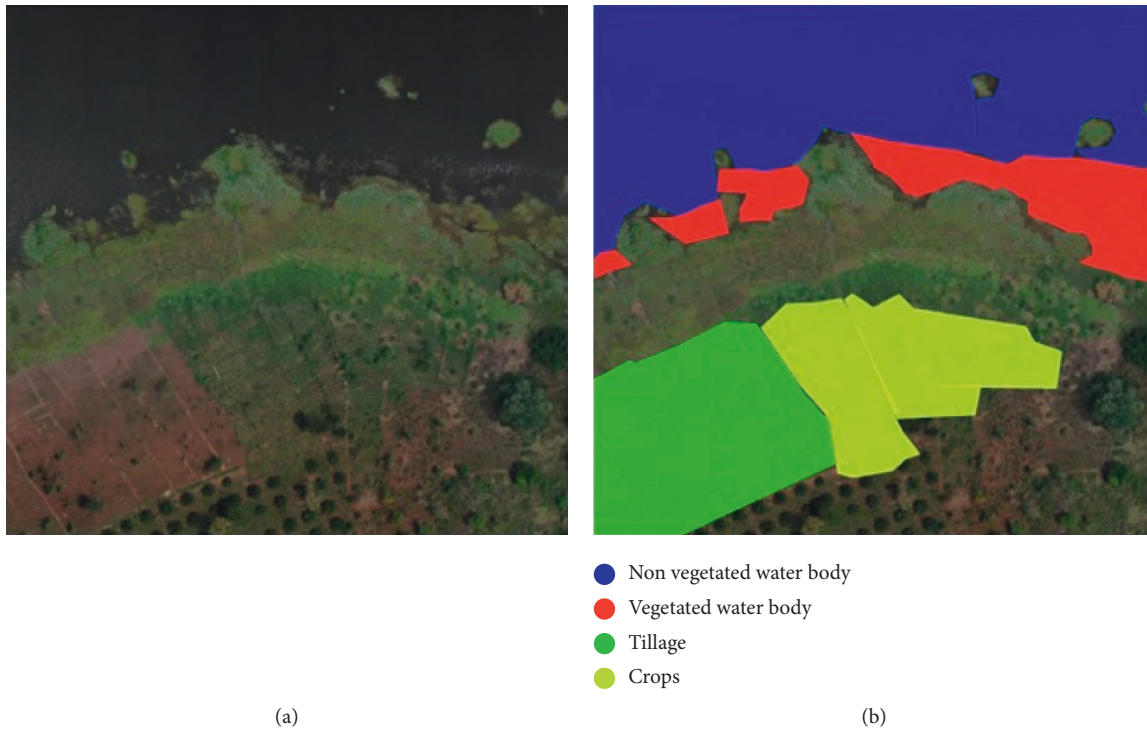 Non vegetated water body
Vegetated water body
Tillage
Crops
(a)
(b)